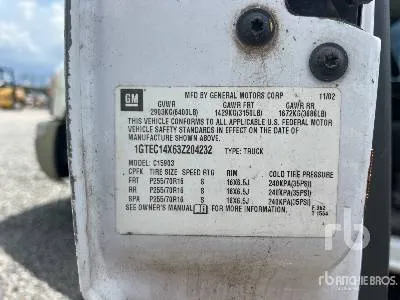 GM
MFD BY GENERAL MOTORS CORP 11/02
GVWR GAWR FRT GAWR RR
2903KG(6400LB) 1429KG(3150LB) 1672KG(3686LB)
THIS VEHICLE CONFORMS TO ALL APPLICABLE U.S. FEDERAL MOTOR
VEHICLE SAFETY STANDARDS IN EFFECT ON THE DATE OF
MANUFACTURE SHOWN ABOVE.
1GTEC14X63Z204232 TYPE: TRUCK
MODEL: C15903
TIRE SIZE SPEED RTG RIM COLD TIRE PRESSURE
FRT P255/70R16 S 16X6.5J 240KPA(35PSI)
RR P255/70R16 S 16X6.5J 240KPA(35PSI)
SPA P255/70R16 S 16X6.5J 240KPA(35PSI)
SEE OWNER'S MANUAL FOR MORE INFORMATION.
rb
rb RITCHIE BROS.